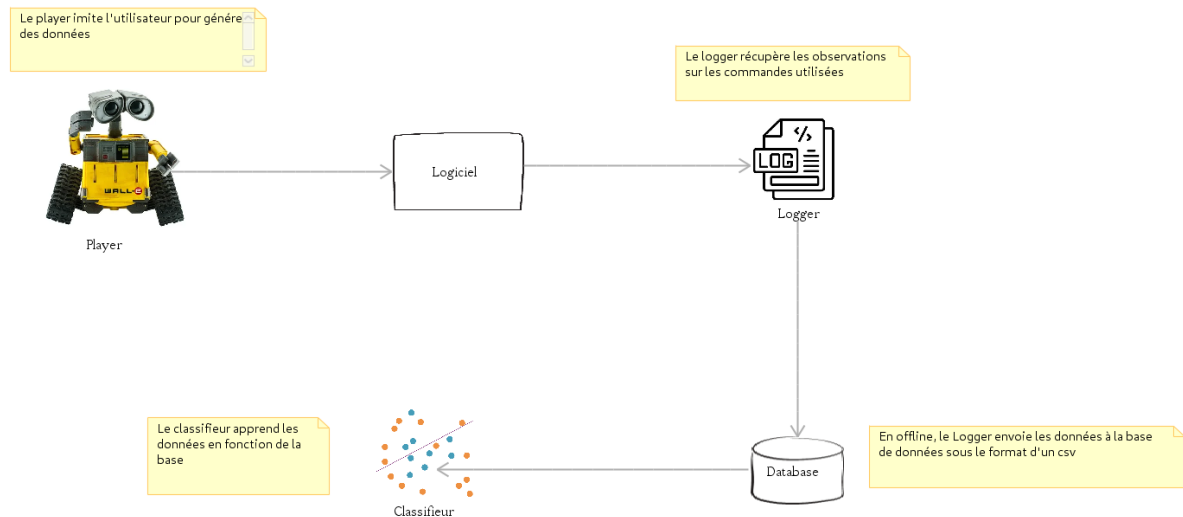 Le player imite l'utilisateur pour génére
des données
Le logger récupère les observations
sur les commandes utilisées
LOG
Logiciel
WALL-E
Logger
Player
Le classifieur apprend les
données en fonction de la
base
En offline, le Logger envoie les données à la base
de données sous le format d'un csv
Database
Classifieur